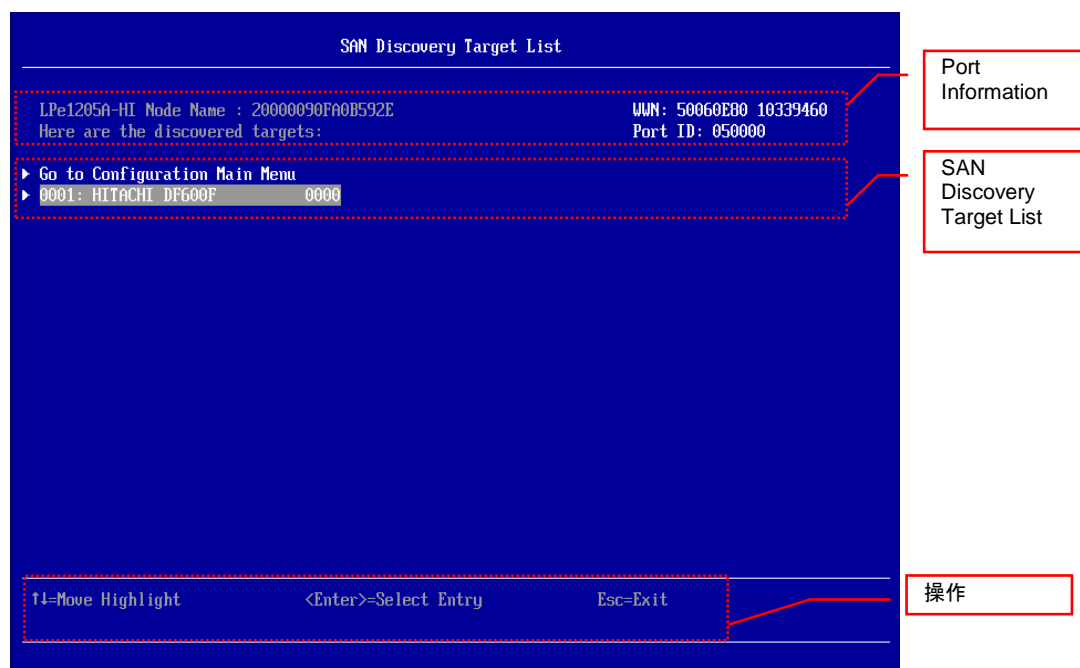 SAN Discovery Target List
LPe1205A-HI Node Name : 20000090FA0B592E
WWN: 50060E80 10339460
Here are the discovered targets:
Port ID: 050000
Go to Configuration Main Menu
0001: HITACHI DF600F 0000
↑↓=Move Highlight <Enter>=Select Entry Esc=Exit
Port
Information
SAN
Discovery
Target List
操作